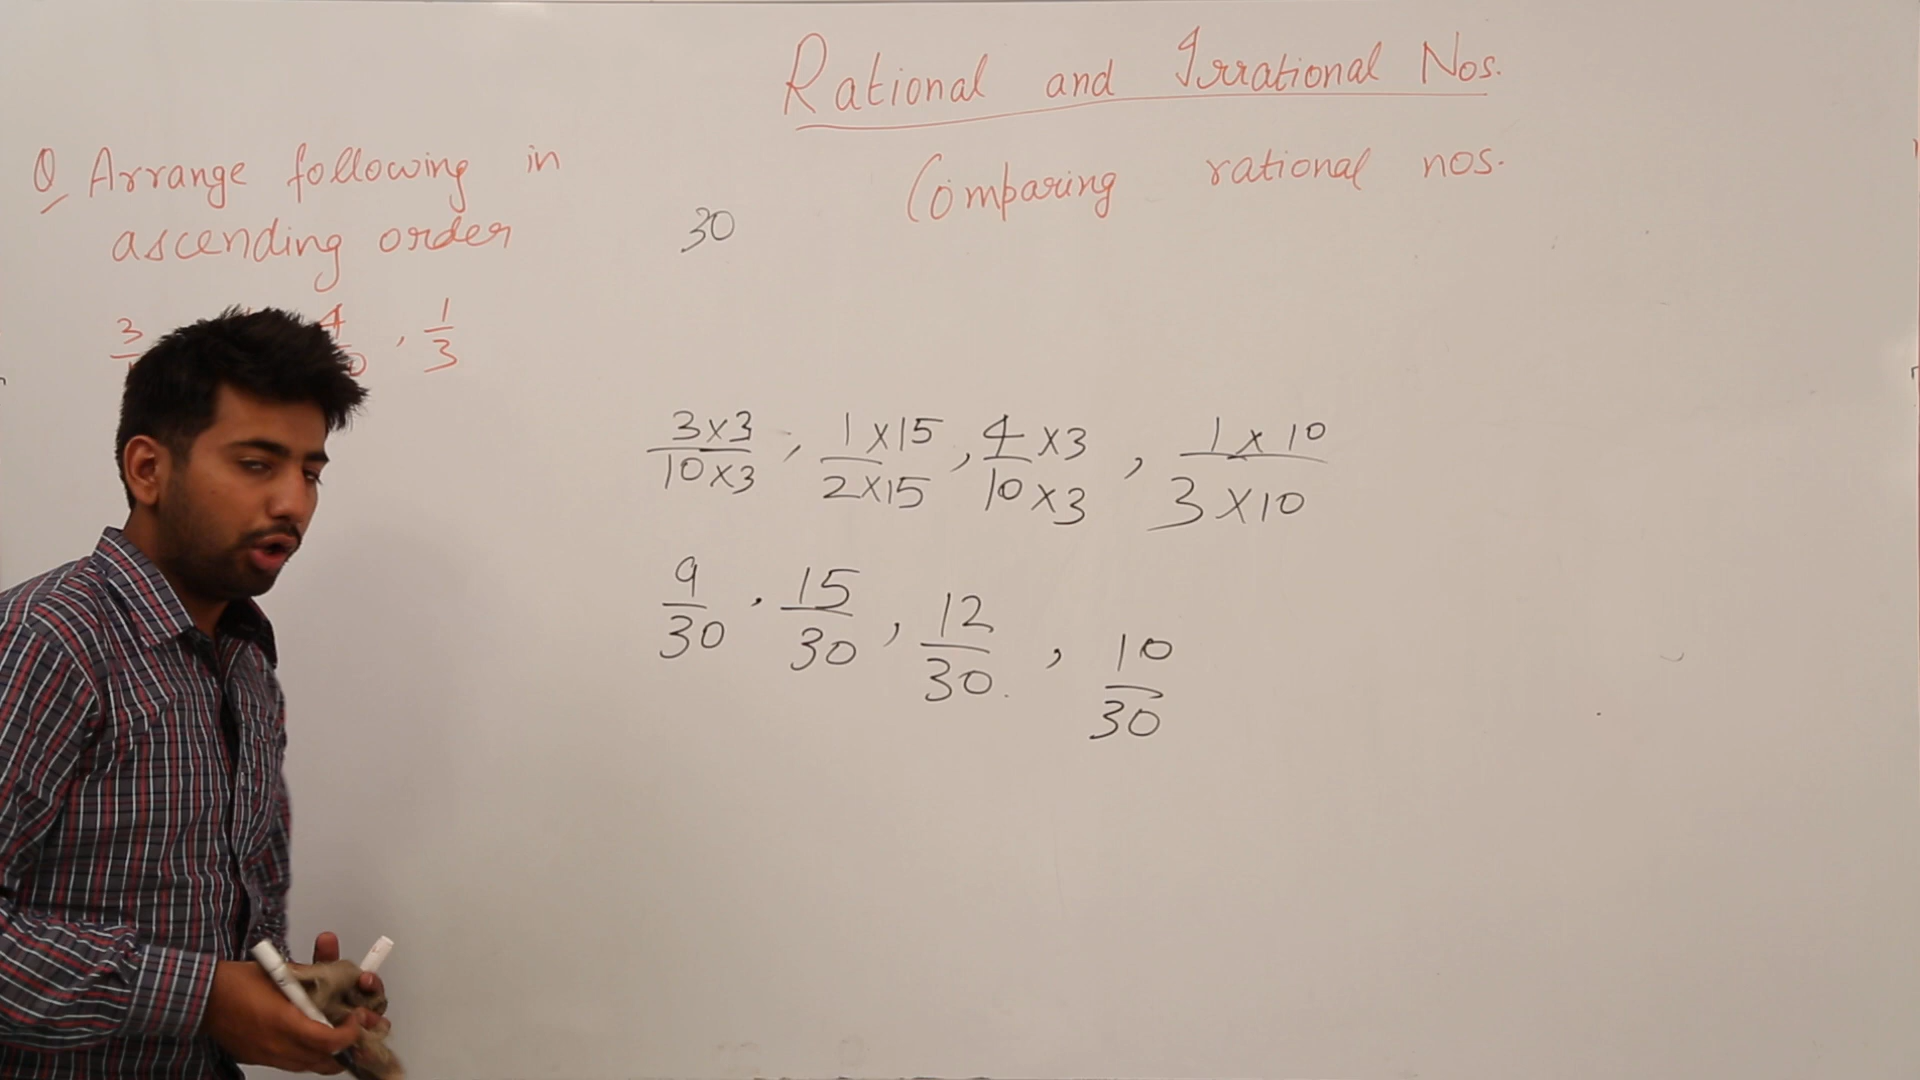 Rational and Irrational Nos.
Comparing rational nos.
Q Arrange following in
ascending order
3/ 4/ , 1/3
30
3×3/10×3 , 1×15/2×15 , 4×3/10×3 , 1×10/3×10
9/30 , 15/30 , 12/30 , 10/30